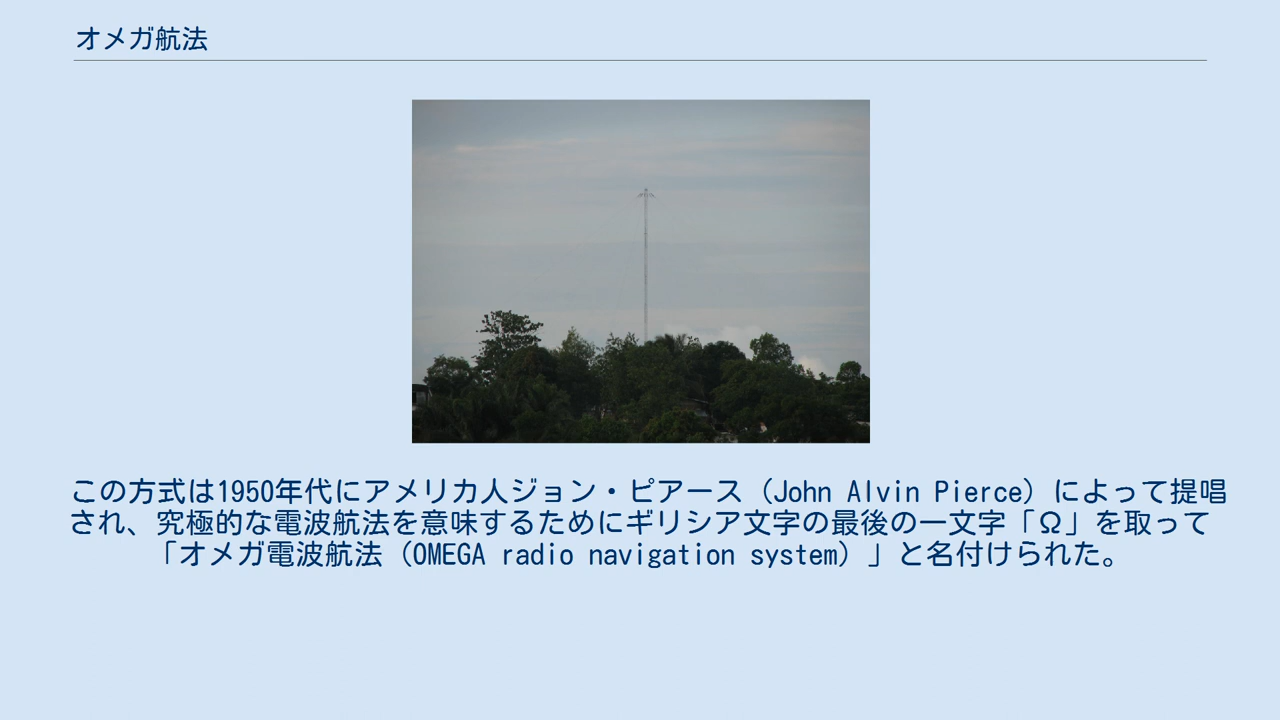 オメガ航法
この方式は1950年代にアメリカ人ジョン・ピアース（John Alvin Pierce）によって提唱
され、究極的な電波航法を意味するためにギリシア文字の最後の一文字「Ω」を取って
「オメガ電波航法（OMEGA radio navigation system）」と名付けられた。